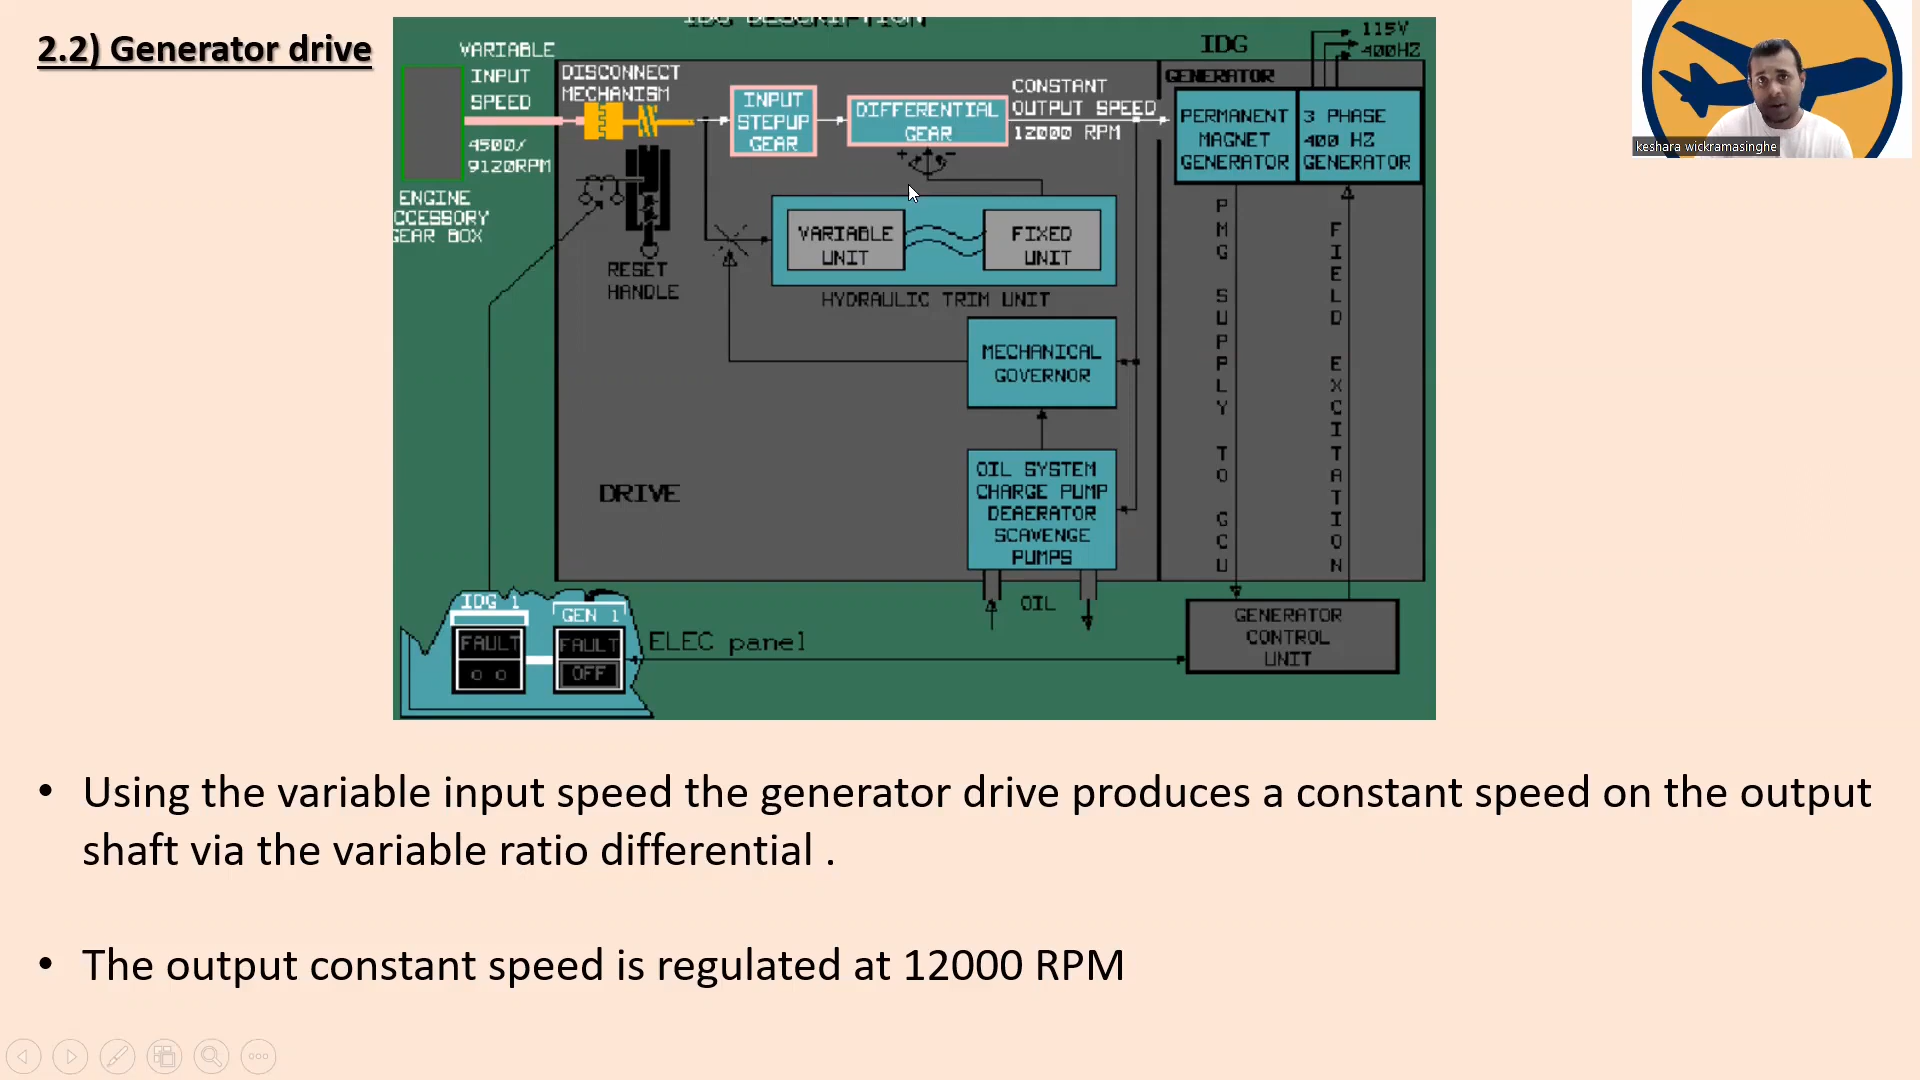 2.2) Generator drive
IDG DESCRIPTION
VARIABLE
INPUT
SPEED
4500/
9120RPM
ENGINE
CCESSORY
GEAR BOX
DISCONNECT
MECHANISM
RESET
HANDLE
INPUT
STEPUP
GEAR
DIFFERENTIAL
GEAR
+ -
CONSTANT
OUTPUT SPEED
12000 RPM
VARIABLE
UNIT
FIXED
UNIT
HYDRAULIC TRIM UNIT
MECHANICAL
GOVERNOR
OIL SYSTEM
CHARGE PUMP
DEAERATOR
SCAVENGE
PUMPS
OIL
DRIVE
IDG
GENERATOR
115V
400HZ
PERMANENT
MAGNET
GENERATOR
3 PHASE
400 HZ
GENERATOR
PMG SUPPLY TO GCU
FIELD EXCITATION
GENERATOR
CONTROL
UNIT
IDG 1
FAULT
GEN 1
FAULT
OFF
ELEC panel
keshara wickramasinghe
• Using the variable input speed the generator drive produces a constant speed on the output
shaft via the variable ratio differential .
• The output constant speed is regulated at 12000 RPM